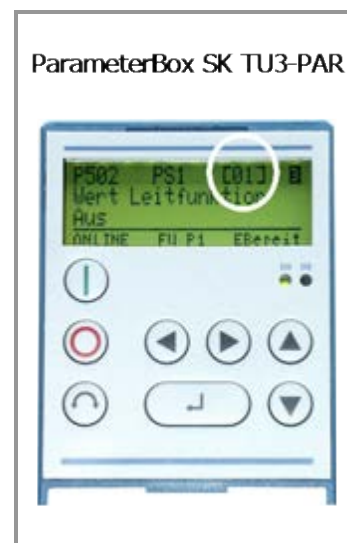 ParameterBox SK TU3-PAR
P502 PS1 [01]
Wert Leitfunktion
Aus
ONLINE FU P1 EBereit